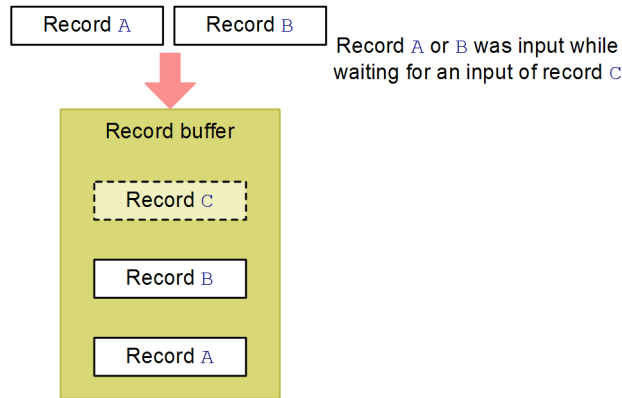 Record A
Record B
Record A or B was input while
waiting for an input of record C
Record buffer
Record C
Record B
Record A